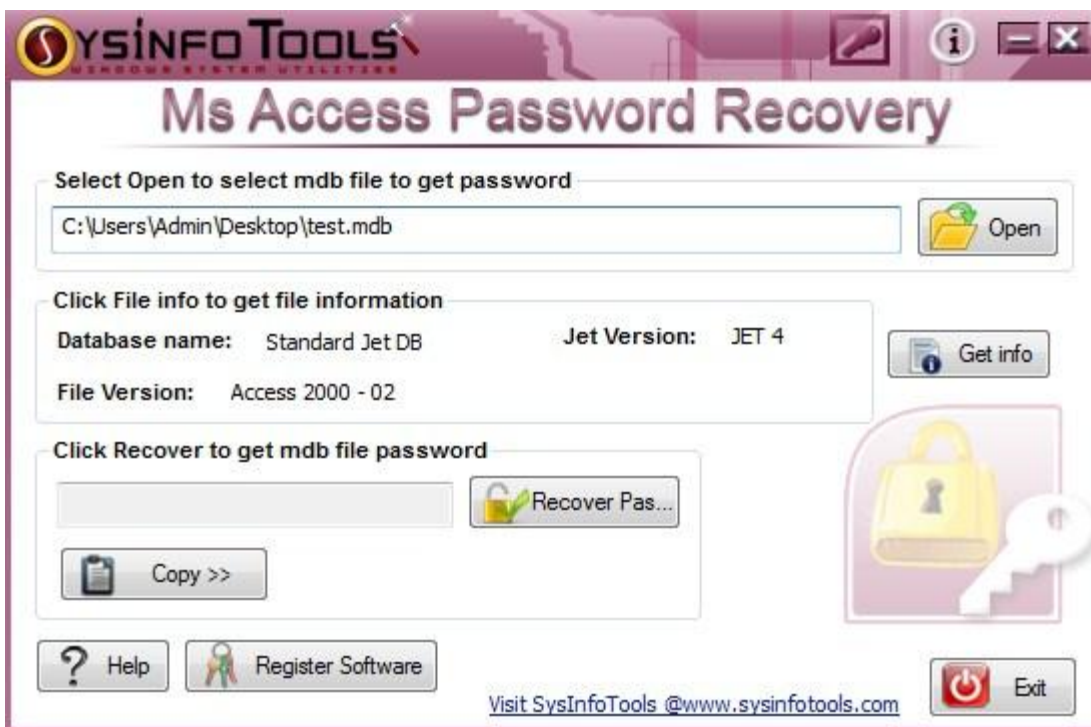 SYSINFO TOOLS
WINDOWS SYSTEM UTILITIES
Ms Access Password Recovery
Select Open to select mdb file to get password
C:\Users\Admin\Desktop\test.mdb
Open
Click File info to get file information
Database name: Standard Jet DB Jet Version: JET 4
Get info
File Version: Access 2000 - 02
Click Recover to get mdb file password
Recover Pas...
Copy >>
? Help
Register Software
Visit SysInfoTools @www.sysinfotools.com
Exit